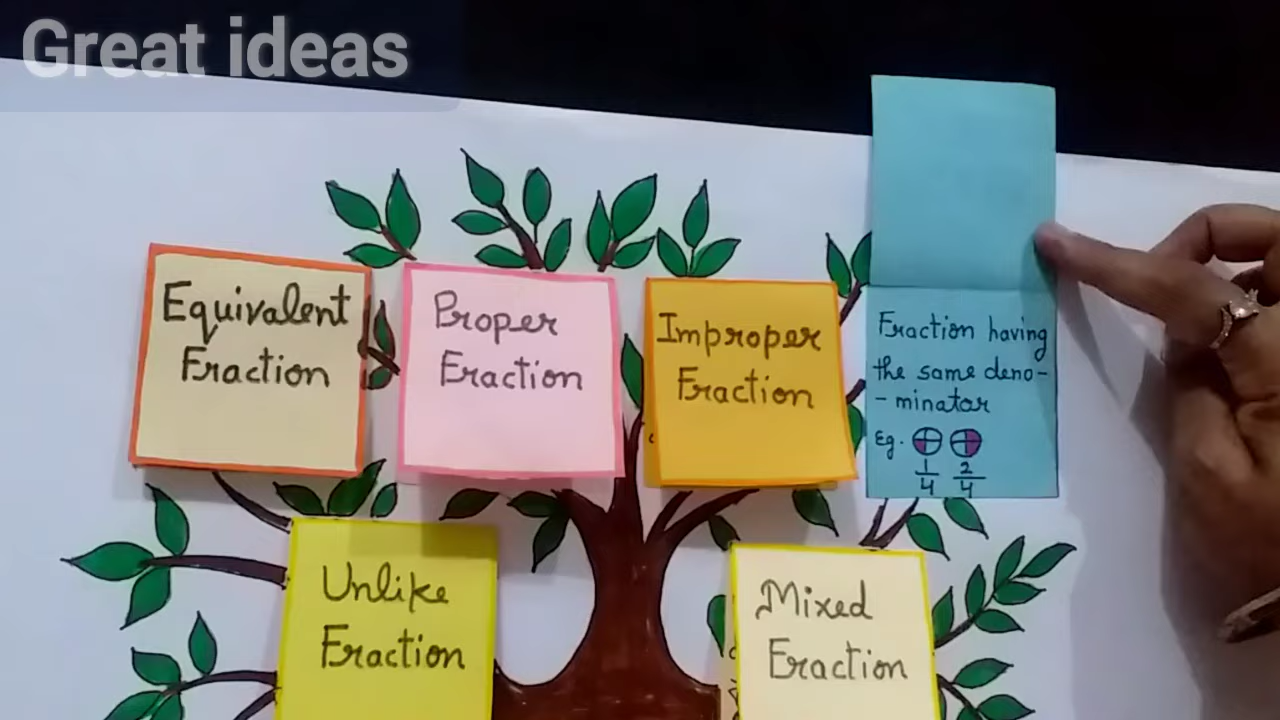 Great ideas
Equivalent
Fraction
Proper
Fraction
Improper
Fraction
Fraction having
the same deno-
- minator
Eg.
1/4 2/4
Unlike
Fraction
Mixed
Fraction